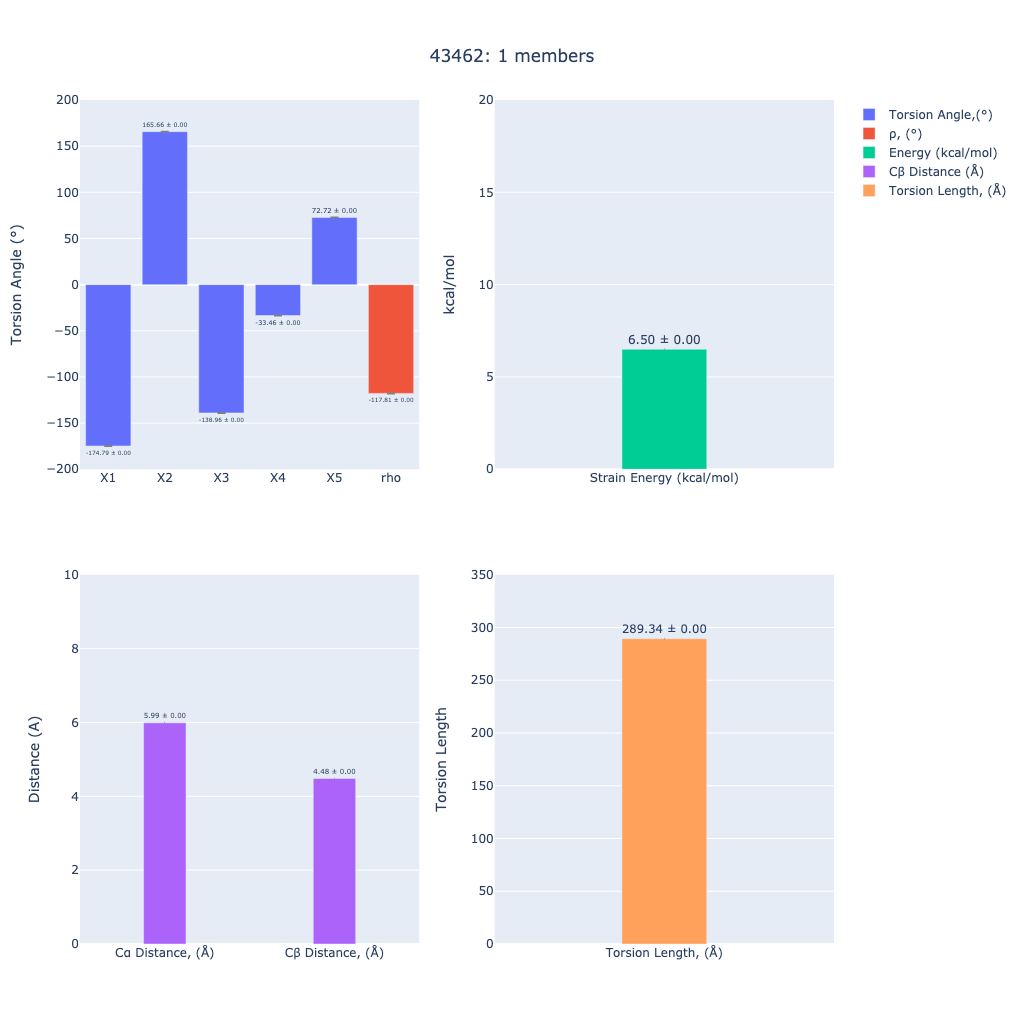 43462: 1 members
200
150
100
50
0
−50
−100
−150
−200
Torsion Angle (°)
165.66 ± 0.00
72.72 ± 0.00
-33.46 ± 0.00
-117.81 ± 0.00
-138.96 ± 0.00
-174.79 ± 0.00
X1 X2 X3 X4 X5 rho
20
15
10
5
0
kcal/mol
6.50 ± 0.00
Strain Energy (kcal/mol)
Torsion Angle,(°)
ρ, (°)
Energy (kcal/mol)
Cβ Distance (Å)
Torsion Length, (Å)
10
8
6
4
2
0
Distance (A)
5.99 ± 0.00
4.48 ± 0.00
Cα Distance, (Å) Cβ Distance, (Å)
350
300
250
200
150
100
50
0
Torsion Length
289.34 ± 0.00
Torsion Length, (Å)